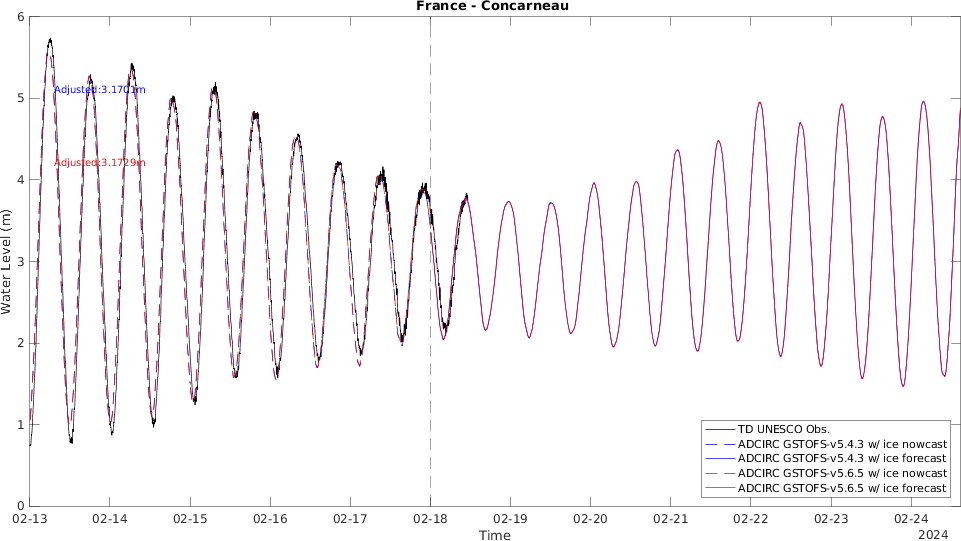 France - Concarneau
6
5
4
3
2
1
0
Water Level (m)
Adjusted:3.1701m
Adjusted:3.1729m
TD UNESCO Obs.
ADCIRC GSTOFS-v5.4.3 w/ ice nowcast
ADCIRC GSTOFS-v5.4.3 w/ ice forecast
ADCIRC GSTOFS-v5.6.5 w/ ice nowcast
ADCIRC GSTOFS-v5.6.5 w/ ice forecast
02-13 02-14 02-15 02-16 02-17 02-18 02-19 02-20 02-21 02-22 02-23 02-24
Time
2024